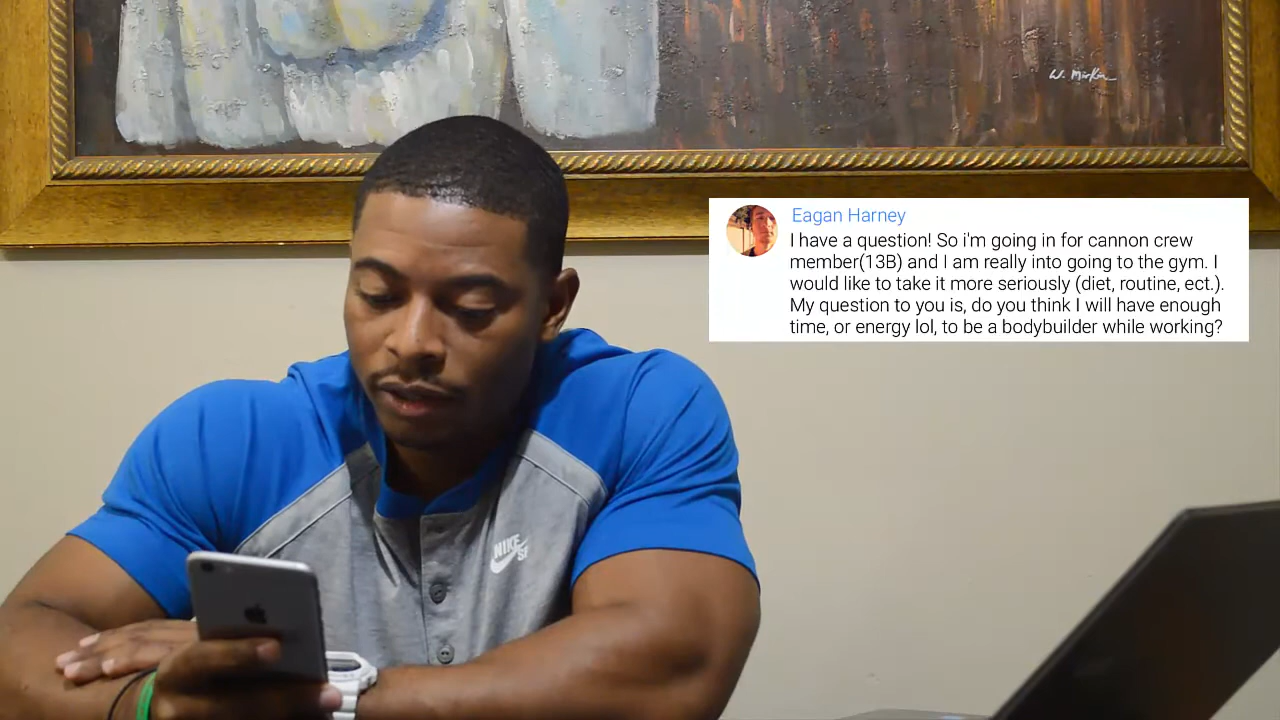 W. Mirkin
Eagan Harney
I have a question! So i'm going in for cannon crew
member(13B) and I am really into going to the gym. I
would like to take it more seriously (diet, routine, ect.).
My question to you is, do you think I will have enough
time, or energy lol, to be a bodybuilder while working?
NIKE
SB